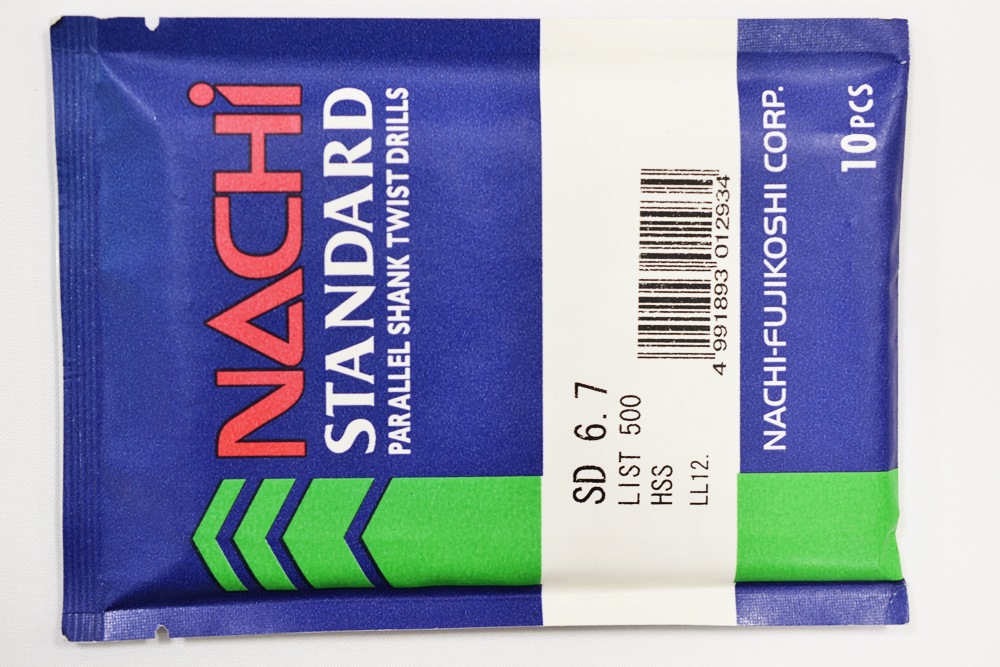 NACHi
STANDARD
PARALLEL SHANK TWIST DRILLS
SD 6.7
LIST 500
HSS
LL12.
4 991893 012934
NACHI-FUJIKOSHI CORP.
10PCS